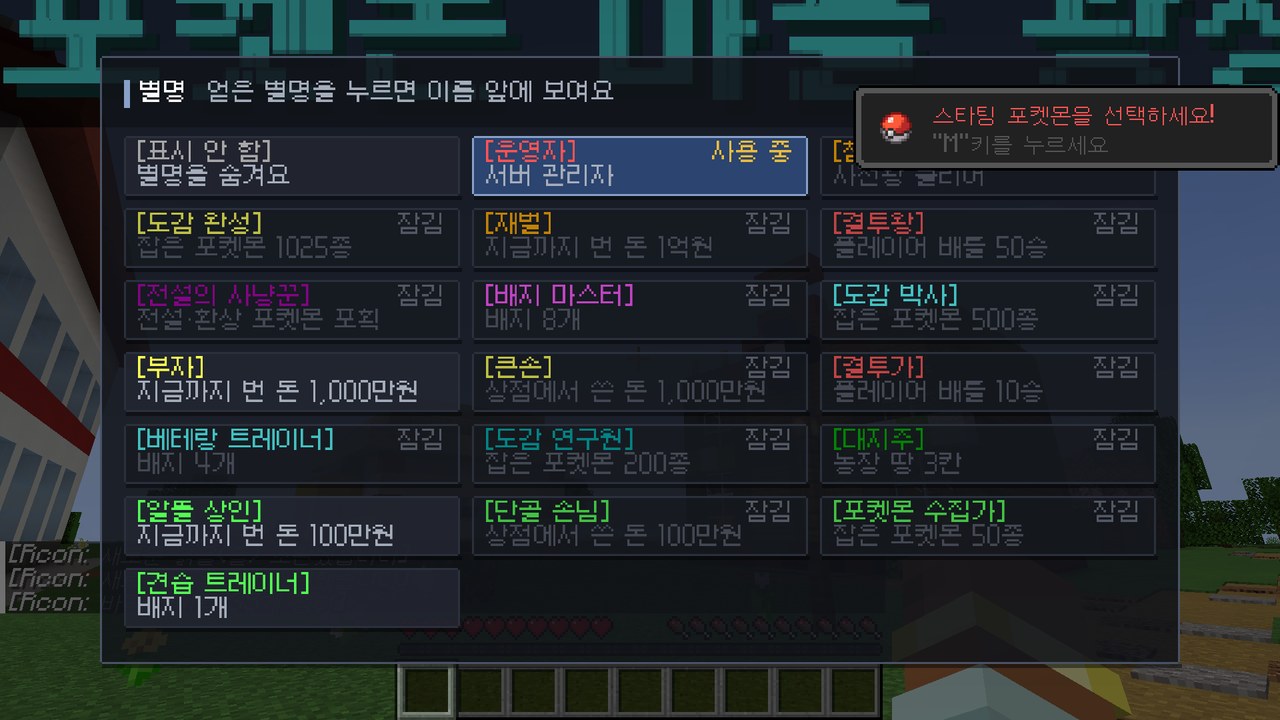 별명 얻은 별명을 누르면 이름 앞에 보여요
스타팅 포켓몬을 선택하세요!
"M"키를 누르세요
[표시 안 함]
별명을 숨겨요
[운영자] 사용 중
서버 관리자
[도감 완성] 잠김
잡은 포켓몬 1025종
[재벌] 잠김
지금까지 번 돈 1억원
[결투왕] 잠김
플레이어 배틀 50승
[전설의 사냥꾼] 잠김
전설·환상 포켓몬 포획
[배지 마스터] 잠김
배지 8개
[도감 박사] 잠김
잡은 포켓몬 500종
[부자]
지금까지 번 돈 1,000만원
[큰손] 잠김
상점에서 쓴 돈 1,000만원
[결투가] 잠김
플레이어 배틀 10승
[베테랑 트레이너] 잠김
배지 4개
[도감 연구원] 잠김
잡은 포켓몬 200종
[대지주] 잠김
농장 땅 3칸
[알뜰 상인]
지금까지 번 돈 100만원
[단골 손님] 잠김
상점에서 쓴 돈 100만원
[포켓몬 수집가] 잠김
잡은 포켓몬 50종
[견습 트레이너]
배지 1개
[Rcon:
[Rcon:
[Rcon: